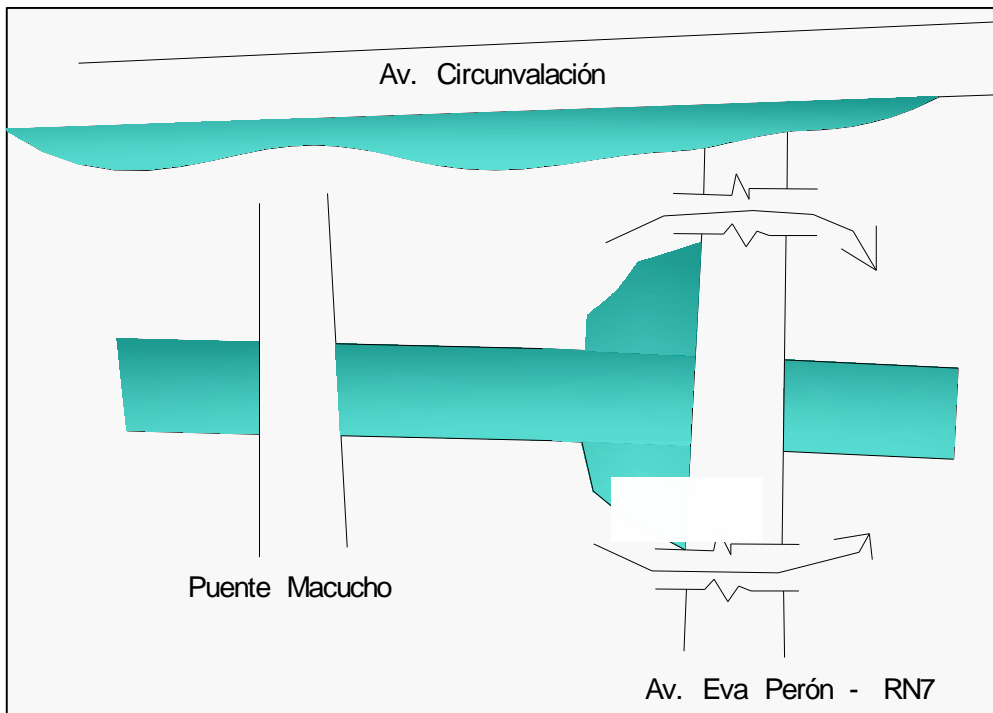 Av. Circunvalación
Puente Macucho
Av. Eva Perón - RN7